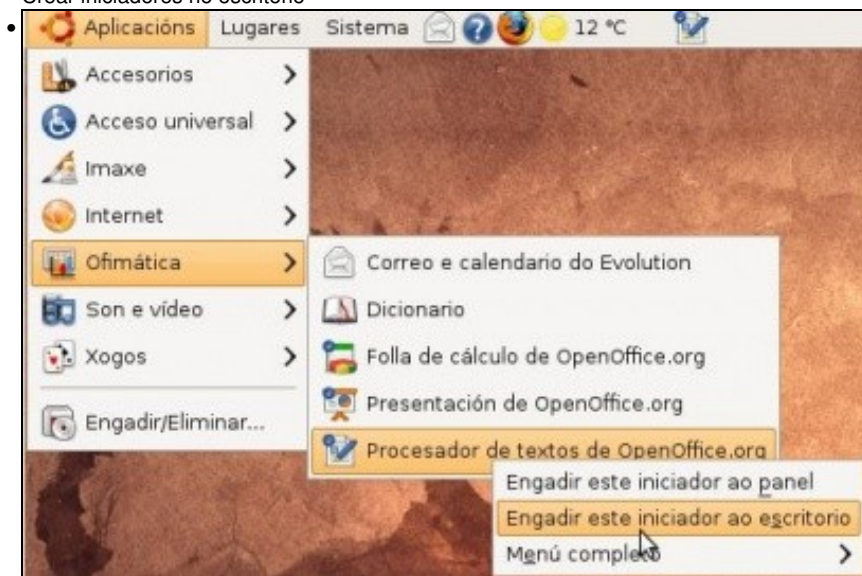 Crear iniciadores no escritorio
Aplicacións Lugares Sistema 12 ºC
Accesorios
Acceso universal
Imaxe
Internet
Ofimática
Son e vídeo
Xogos
Engadir/Eliminar...
Correo e calendario do Evolution
Dicionario
Folla de cálculo de OpenOffice.org
Presentación de OpenOffice.org
Procesador de textos de OpenOffice.org
Engadir este iniciador ao panel
Engadir este iniciador ao escritorio
Menú completo